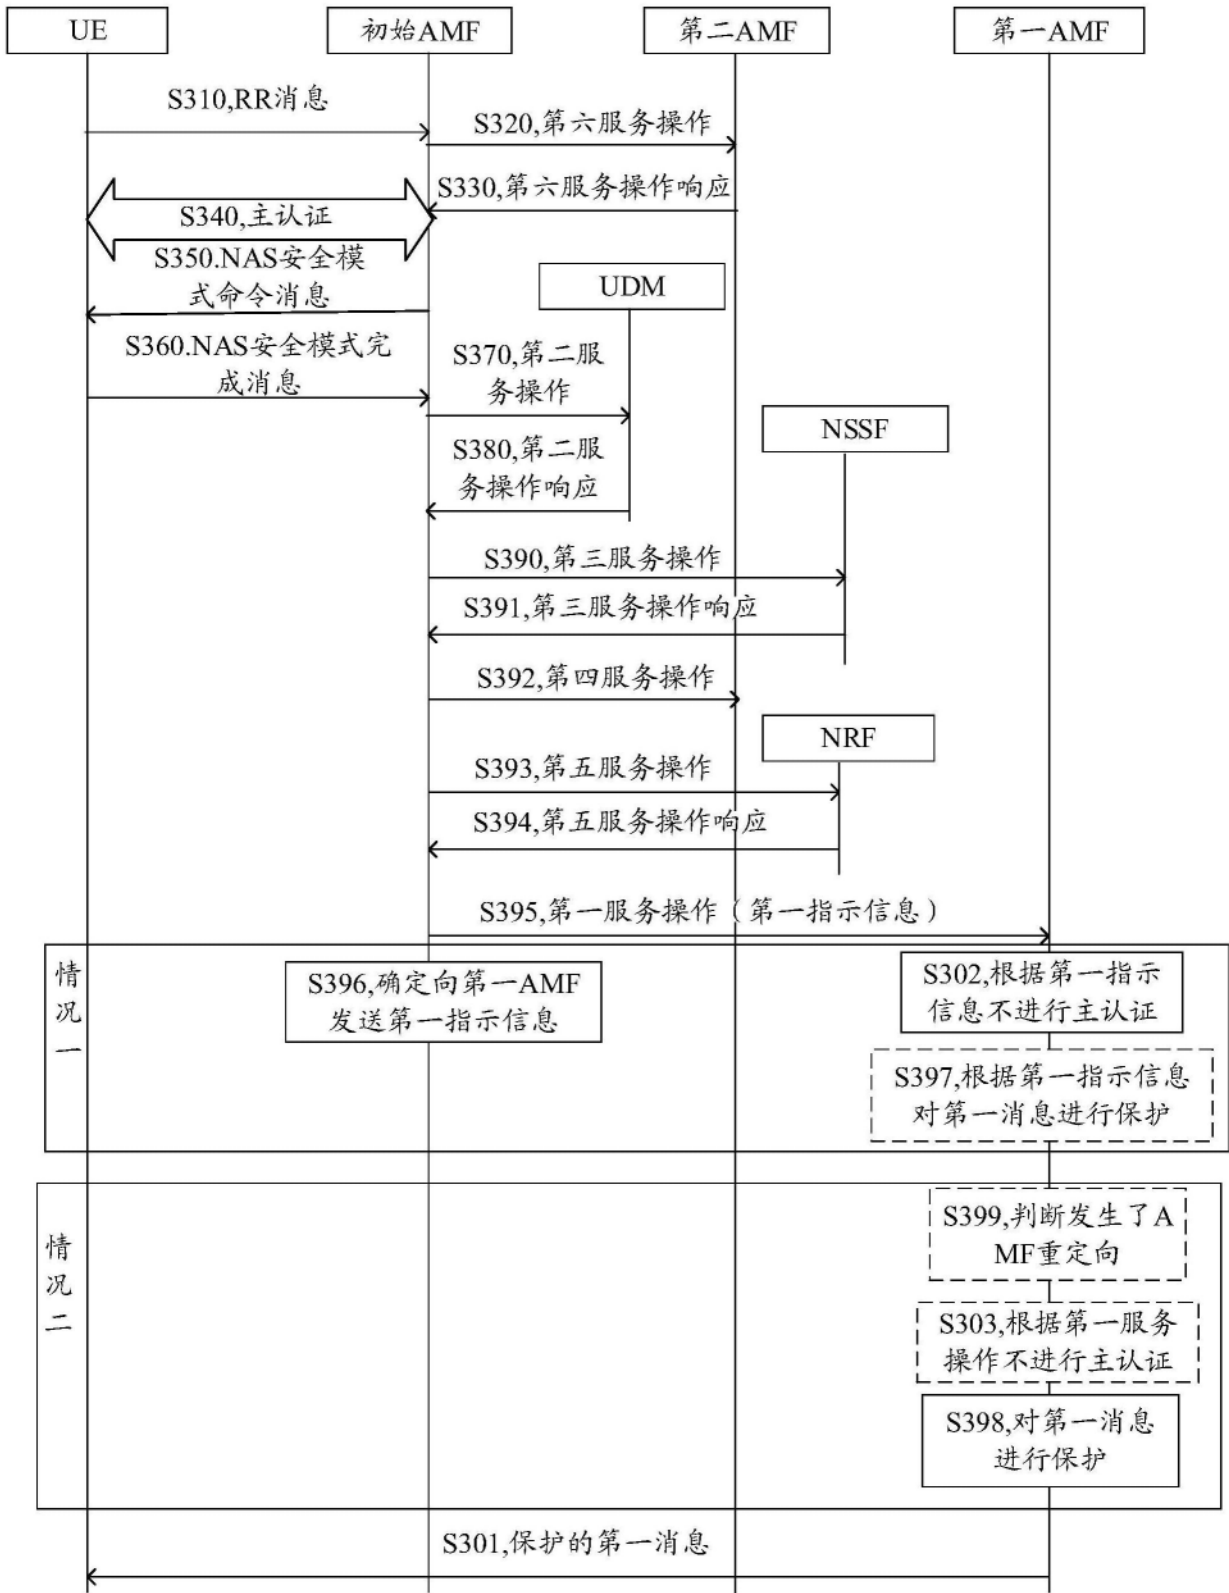 UE
初始AMF
第二AMF
第一AMF
S310,RR消息
S320,第六服务操作
S330,第六服务操作响应
S340,主认证
S350.NAS安全模
式命令消息
UDM
S360.NAS安全模式完
成消息
S370,第二服
务操作
NSSF
S380,第二服
务操作响应
S390,第三服务操作
S391,第三服务操作响应
S392,第四服务操作
NRF
S393,第五服务操作
S394,第五服务操作响应
S395,第一服务操作（第一指示信息）
情
况
一
S396,确定向第一AMF
发送第一指示信息
S302,根据第一指示
信息不进行主认证
S397,根据第一指示信息
对第一消息进行保护
情
况
二
S399,判断发生了A
MF重定向
S303,根据第一服务
操作不进行主认证
S398,对第一消息
进行保护
S301,保护的第一消息